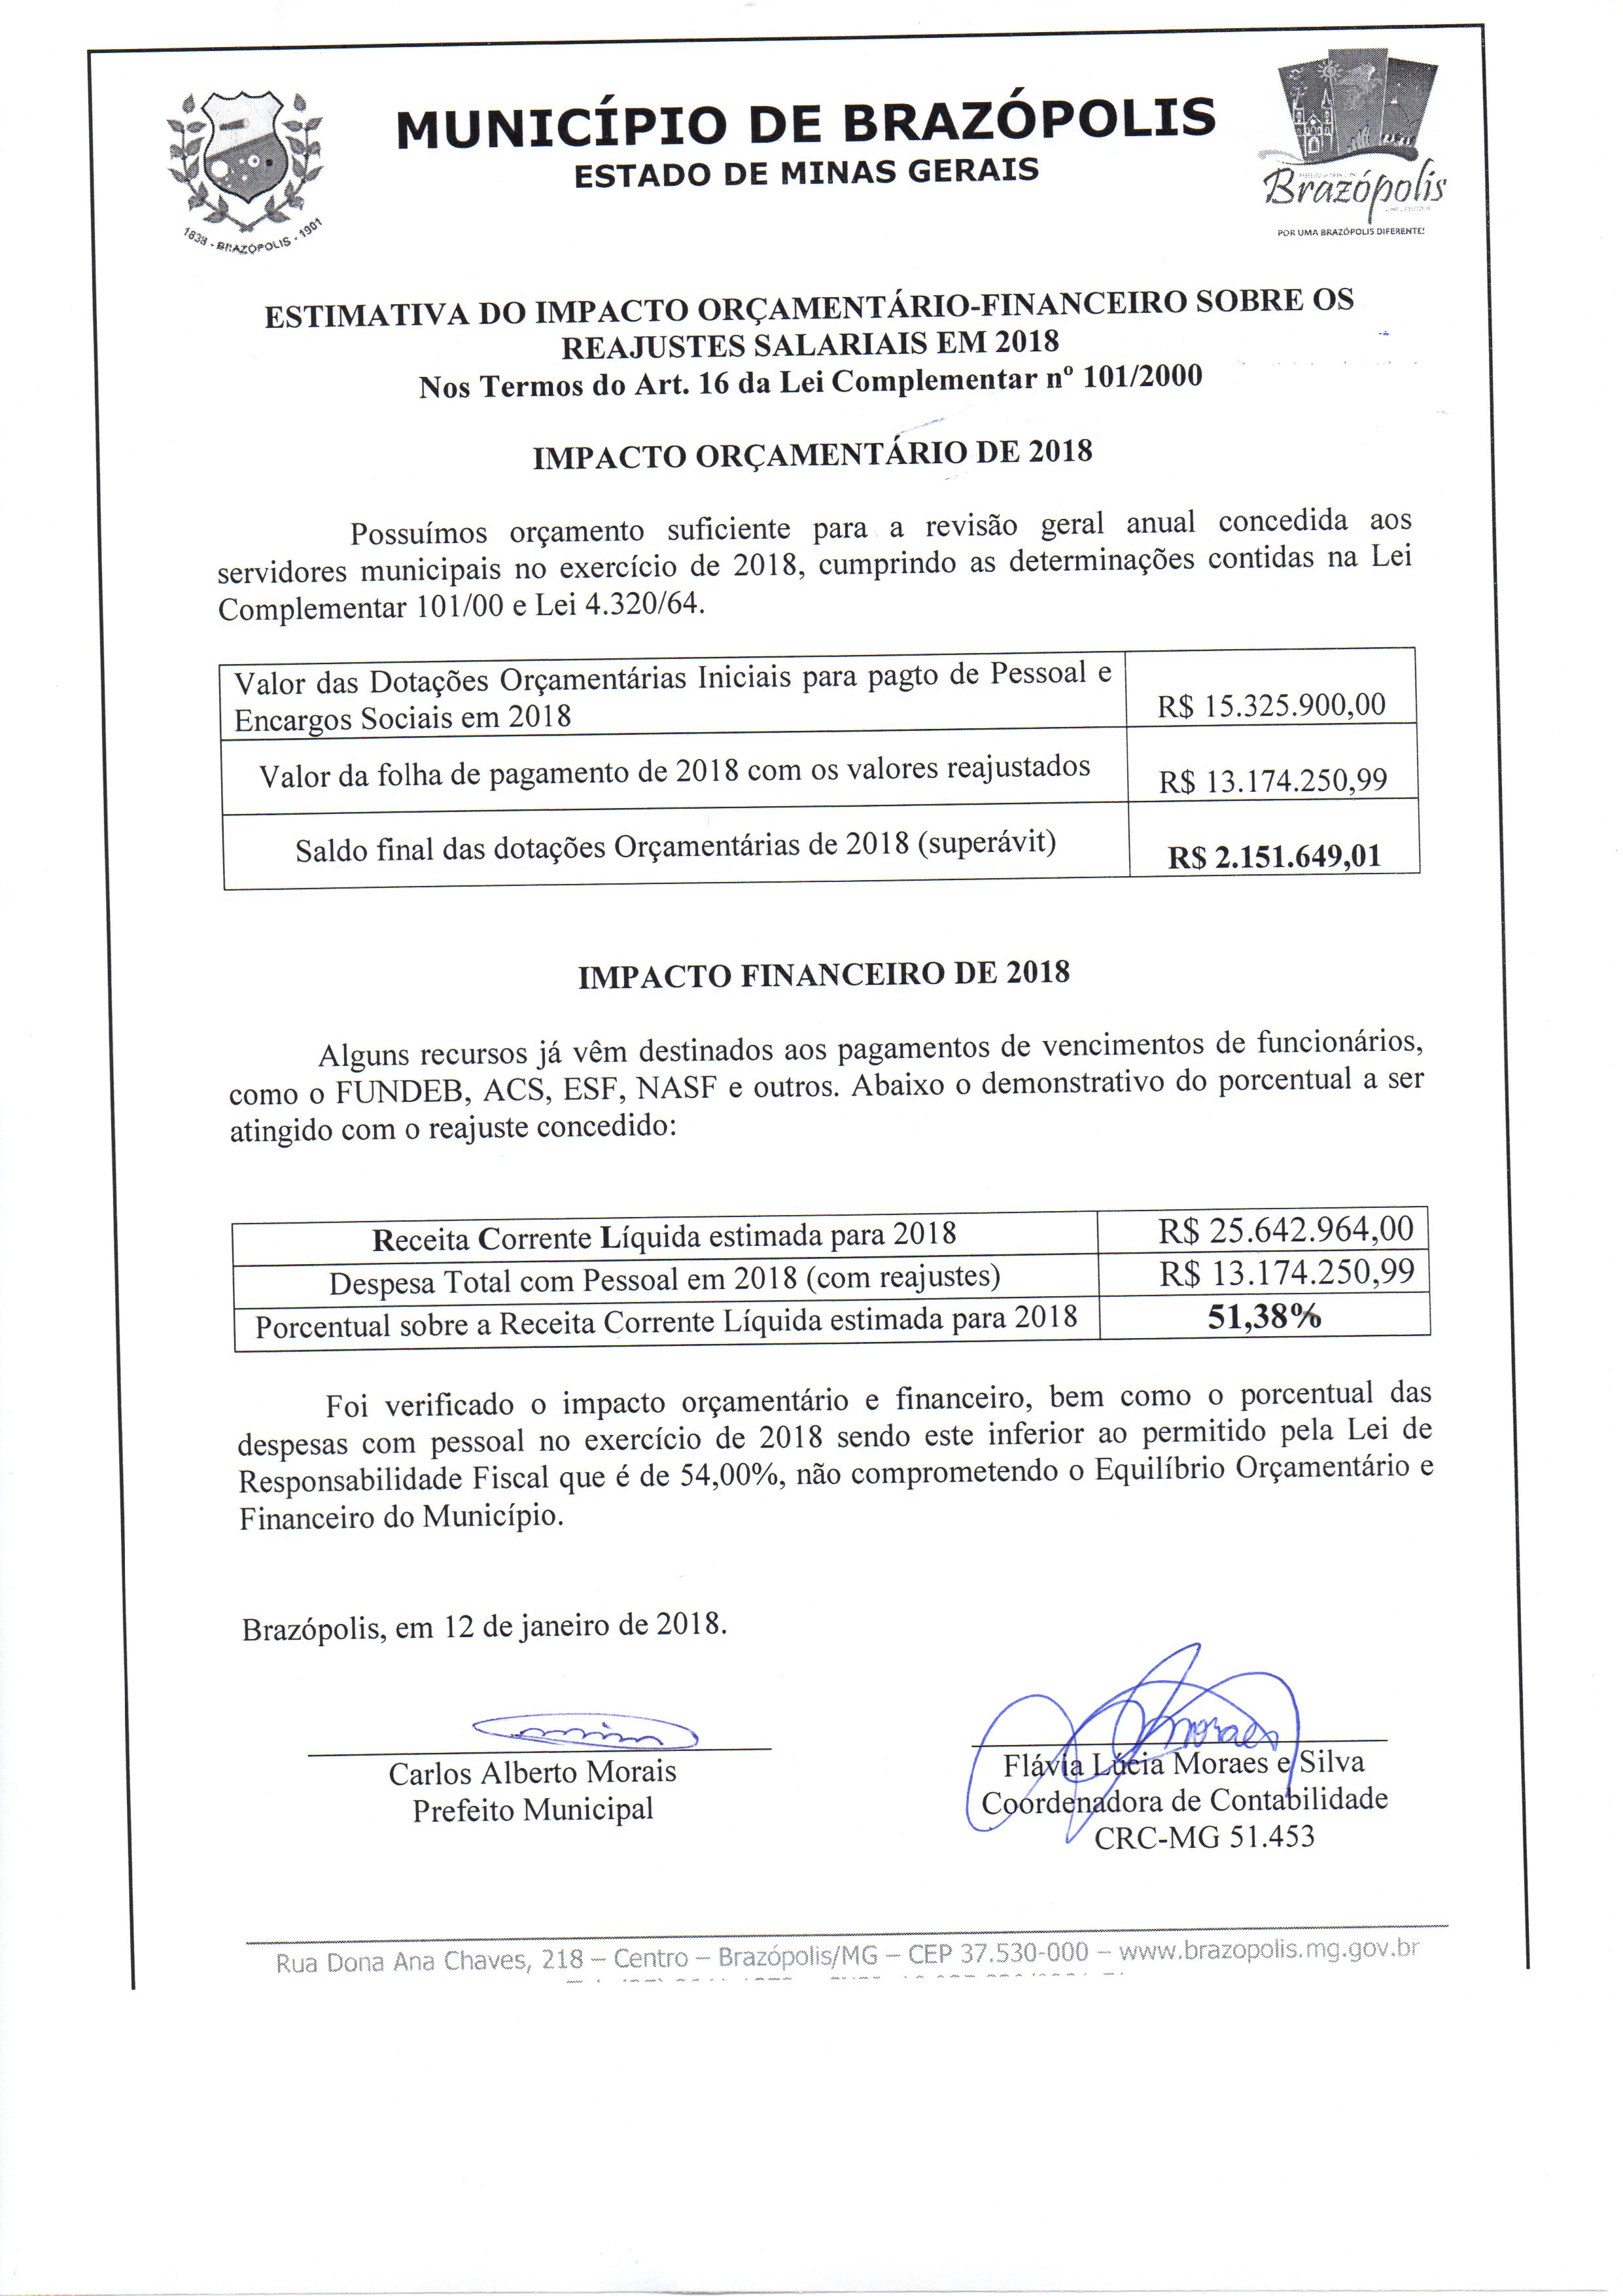 MUNICÍPIO DE BRAZÓPOLIS
ESTADO DE MINAS GERAIS
1838 - BRAZÓPOLIS - 1901
Brazópolis
POR UMA BRAZÓPOLIS DIFERENTE!
ESTIMATIVA DO IMPACTO ORÇAMENTÁRIO-FINANCEIRO SOBRE OS
REAJUSTES SALARIAIS EM 2018
Nos Termos do Art. 16 da Lei Complementar nº 101/2000
IMPACTO ORÇAMENTÁRIO DE 2018
Possuímos orçamento suficiente para a revisão geral anual concedida aos
servidores municipais no exercício de 2018, cumprindo as determinações contidas na Lei
Complementar 101/00 e Lei 4.320/64.
Valor das Dotações Orçamentárias Iniciais para pagto de Pessoal e
Encargos Sociais em 2018 R$ 15.325.900,00
Valor da folha de pagamento de 2018 com os valores reajustados R$ 13.174.250,99
Saldo final das dotações Orçamentárias de 2018 (superávit) R$ 2.151.649,01
IMPACTO FINANCEIRO DE 2018
Alguns recursos já vêm destinados aos pagamentos de vencimentos de funcionários,
como o FUNDEB, ACS, ESF, NASF e outros. Abaixo o demonstrativo do porcentual a ser
atingido com o reajuste concedido:
Receita Corrente Líquida estimada para 2018 R$ 25.642.964,00
Despesa Total com Pessoal em 2018 (com reajustes) R$ 13.174.250,99
Porcentual sobre a Receita Corrente Líquida estimada para 2018 51,38%
Foi verificado o impacto orçamentário e financeiro, bem como o porcentual das
despesas com pessoal no exercício de 2018 sendo este inferior ao permitido pela Lei de
Responsabilidade Fiscal que é de 54,00%, não comprometendo o Equilíbrio Orçamentário e
Financeiro do Município.
Brazópolis, em 12 de janeiro de 2018.
Carlos Alberto Morais
Prefeito Municipal
Moraes
Flávia Lúcia Moraes e Silva
Coordenadora de Contabilidade
CRC-MG 51.453
Rua Dona Ana Chaves, 218 – Centro – Brazópolis/MG – CEP 37.530-000 – www.brazopolis.mg.gov.br